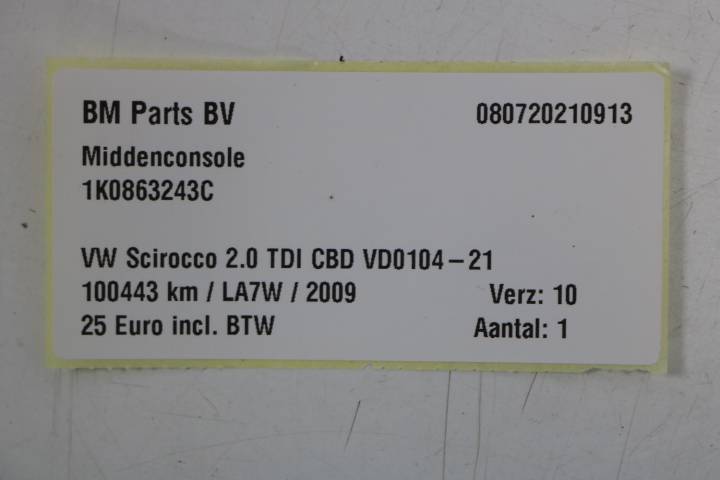 BM Parts BV 080720210913
Middenconsole
1K0863243C
VW Scirocco 2.0 TDI CBD VD0104-21
100443 km / LA7W / 2009 Verz: 10
25 Euro incl. BTW Aantal: 1